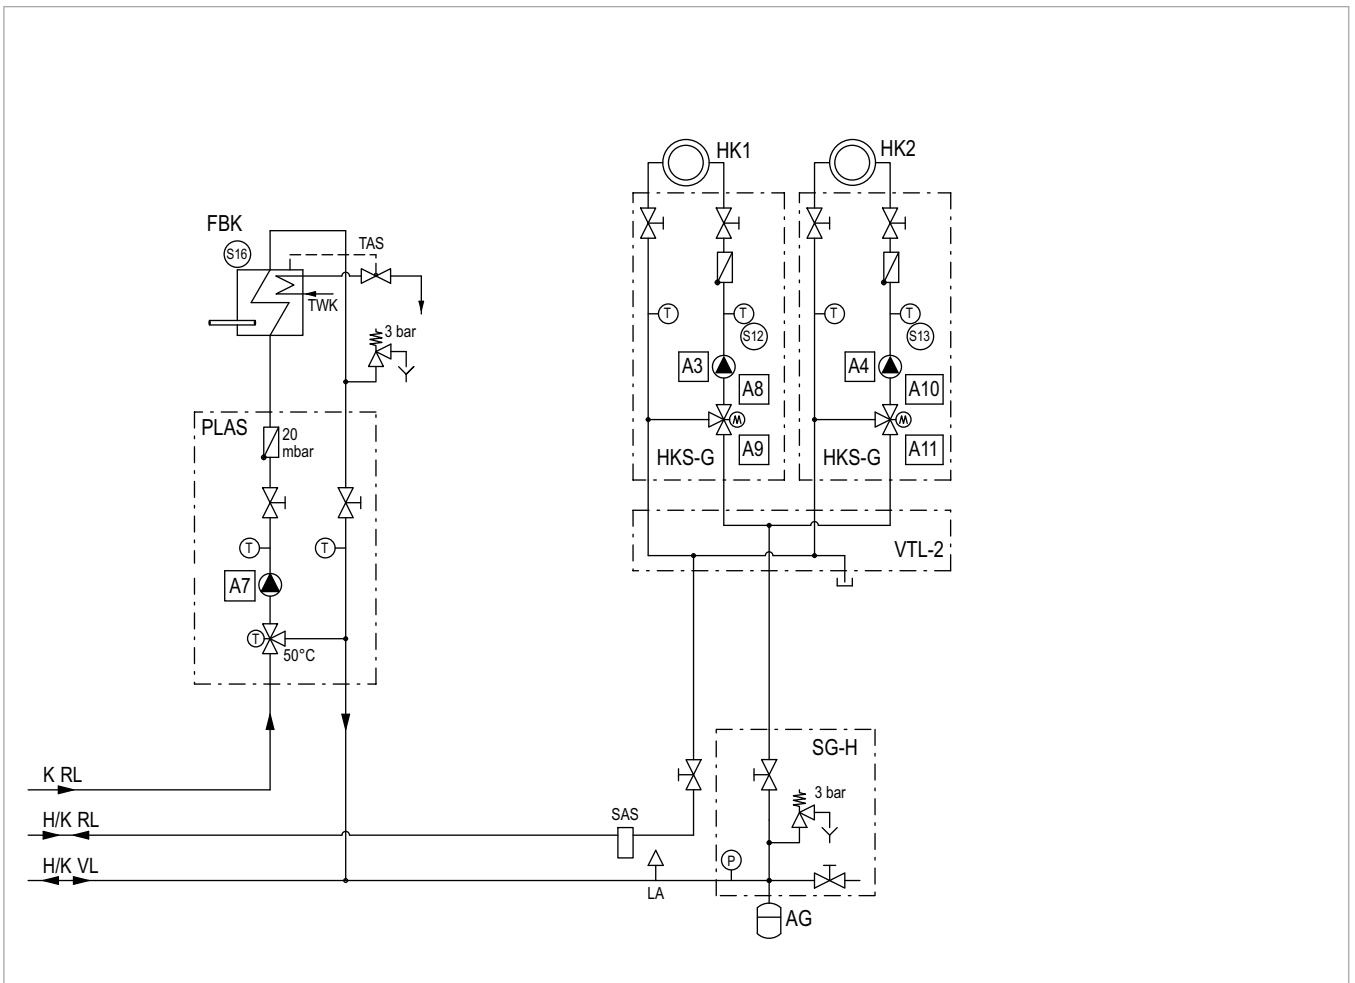 HK1
HK2
FBK
S16
TAS
TWK
3 bar
T
T
S12
T
T
S13
A3
A8
A4
A10
M
M
A9
A11
HKS-G
HKS-G
PLAS
20
mbar
T
T
A7
T
50°C
VTL-2
SG-H
3 bar
K RL
H/K RL
SAS
H/K VL
P
LA
AG